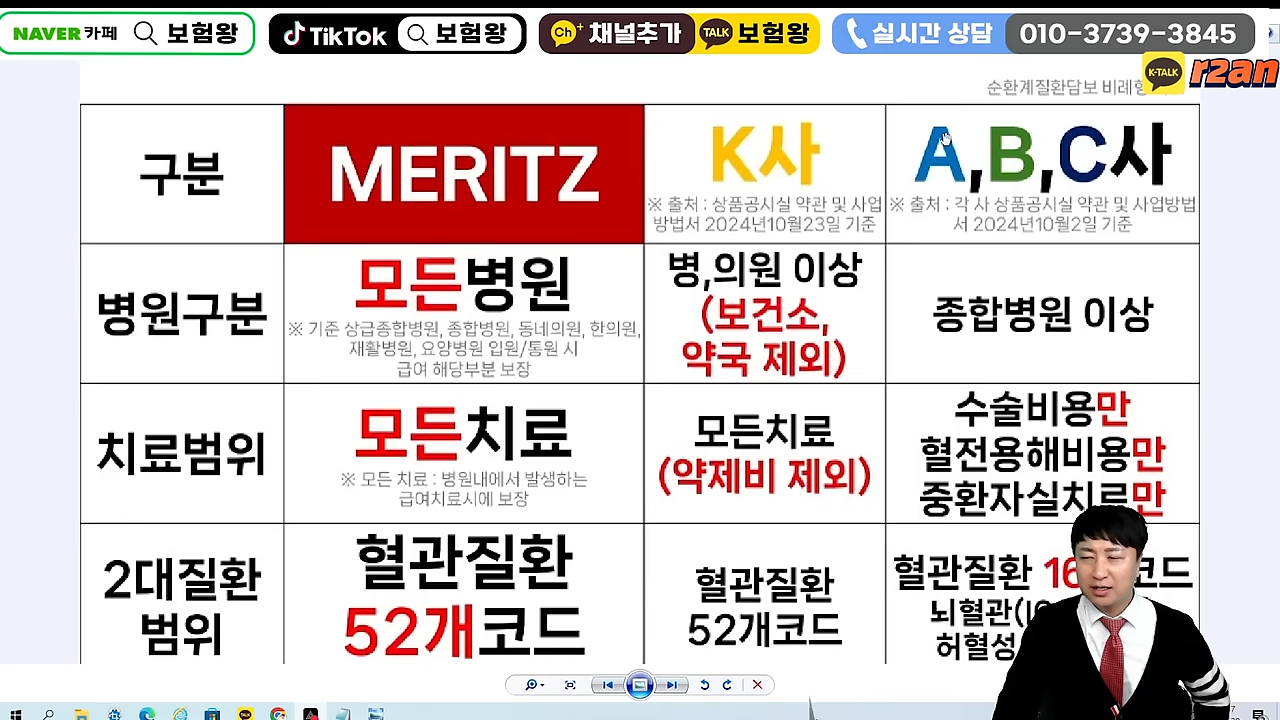 NAVER 카페 보험왕
TikTok 보험왕
Ch+ 채널추가 TALK 보험왕
실시간 상담 010-3739-3845
K-TALK r2an
순환계질환담보 비례형
구분
MERITZ
K사
※ 출처 : 상품공시실 약관 및 사업
방법서 2024년10월23일 기준
A,B,C사
※ 출처 : 각 사 상품공시실 약관 및 사업방법
서 2024년10월2일 기준
병원구분
모든병원
※ 기준 상급종합병원, 종합병원, 동네의원, 한의원,
재활병원, 요양병원 입원/통원 시
급여 해당부분 보장
병,의원 이상
(보건소,
약국 제외)
종합병원 이상
치료범위
모든치료
※ 모든 치료 : 병원내에서 발생하는
급여치료시에 보장
모든치료
(약제비 제외)
수술비용만
혈전용해비용만
중환자실치료만
2대질환
범위
혈관질환
52개코드
혈관질환
52개코드
혈관질환 16 코드
뇌혈관(I
허혈성